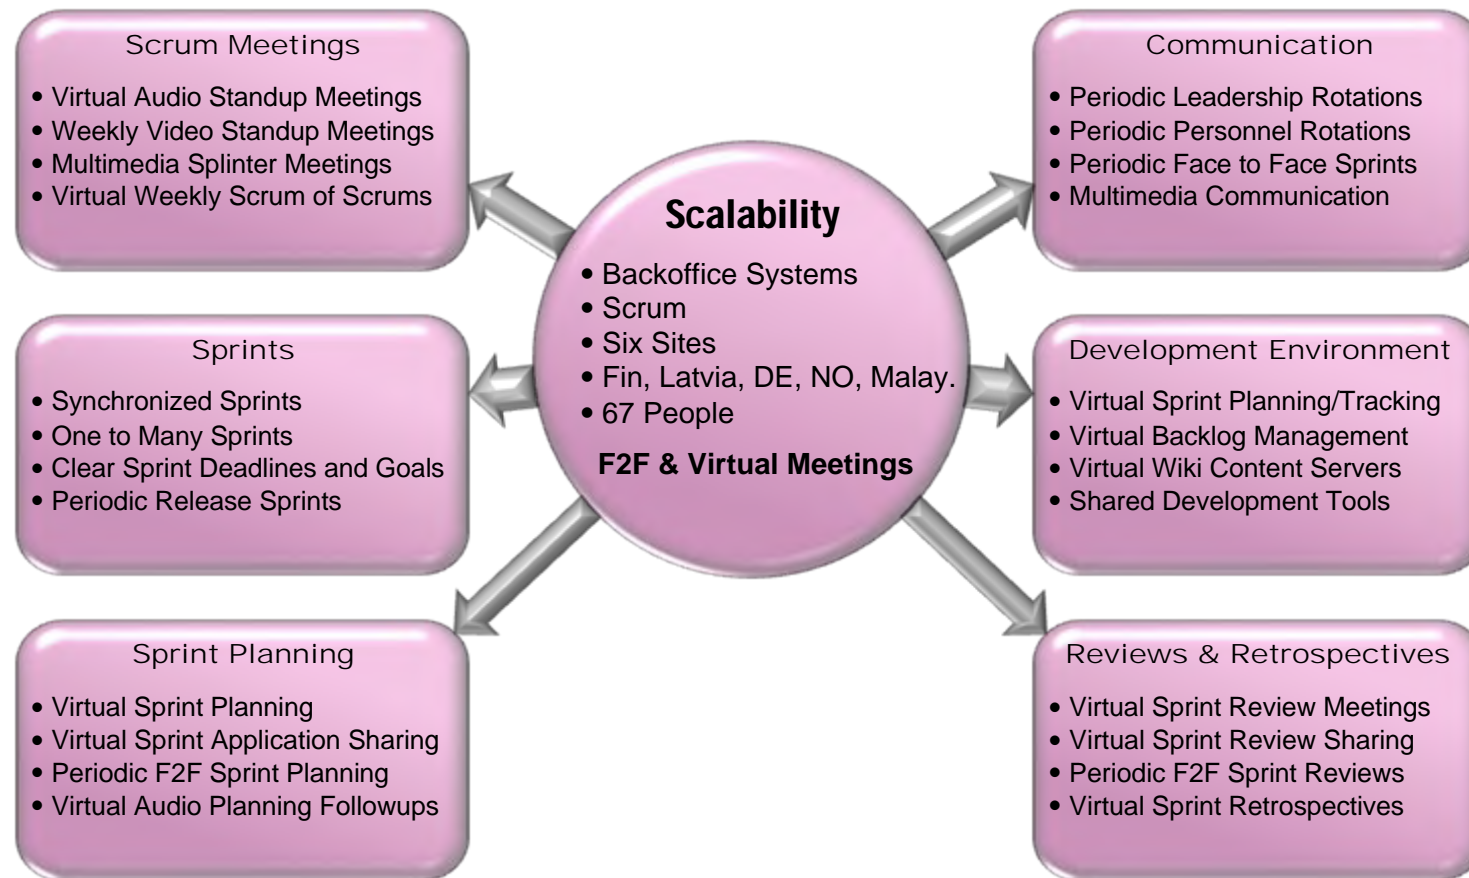 Scrum Meetings
• Virtual Audio Standup Meetings
• Weekly Video Standup Meetings
• Multimedia Splinter Meetings
• Virtual Weekly Scrum of Scrums
Communication
• Periodic Leadership Rotations
• Periodic Personnel Rotations
• Periodic Face to Face Sprints
• Multimedia Communication
Scalability
• Backoffice Systems
• Scrum
• Six Sites
• Fin, Latvia, DE, NO, Malay.
• 67 People
F2F & Virtual Meetings
Sprints
• Synchronized Sprints
• One to Many Sprints
• Clear Sprint Deadlines and Goals
• Periodic Release Sprints
Development Environment
• Virtual Sprint Planning/Tracking
• Virtual Backlog Management
• Virtual Wiki Content Servers
• Shared Development Tools
Sprint Planning
• Virtual Sprint Planning
• Virtual Sprint Application Sharing
• Periodic F2F Sprint Planning
• Virtual Audio Planning Followups
Reviews & Retrospectives
• Virtual Sprint Review Meetings
• Virtual Sprint Review Sharing
• Periodic F2F Sprint Reviews
• Virtual Sprint Retrospectives